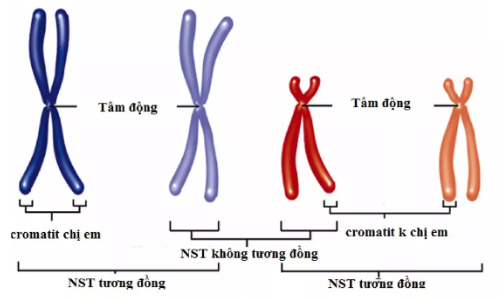 Tâm động
Tâm động
cromatit chị em
cromatit k chị em
NST không tương đồng
NST tương đồng
NST tương đồng